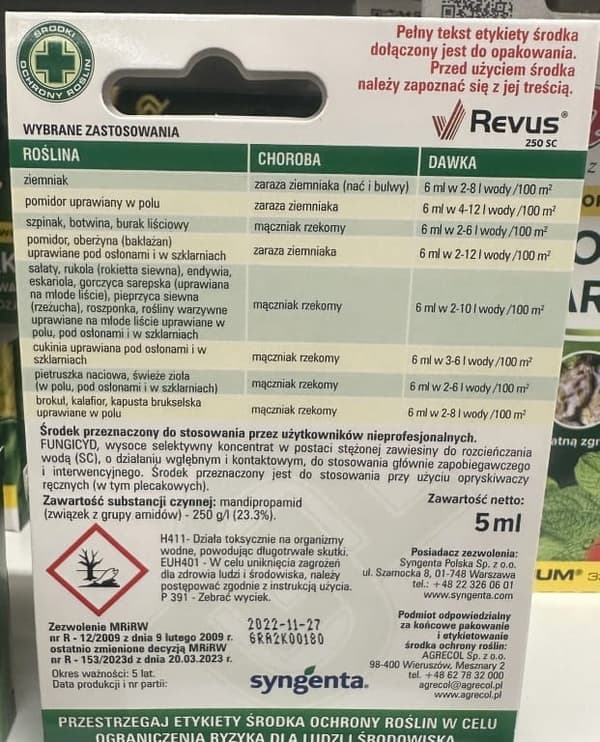 ŚRODKI
OCHRONY ROŚLIN
Pełny tekst etykiety środka
dołączony jest do opakowania.
Przed użyciem środka
należy zapoznać się z jej treścią.
Revus®
250 SC
WYBRANE ZASTOSOWANIA
ROŚLINA CHOROBA DAWKA
ziemniak zaraza ziemniaka (nać i bulwy) 6 ml w 2-8 l wody /100 m²
pomidor uprawiany w polu zaraza ziemniaka 6 ml w 4-12 l wody /100 m²
szpinak, botwina, burak liściowy mączniak rzekomy 6 ml w 2-6 l wody /100 m²
pomidor, oberżyna (bakłażan)
uprawiane pod osłonami i w szklarniach zaraza ziemniaka 6 ml w 2-12 l wody /100 m²
sałaty, rukola (rokietta siewna), endywia,
eskariola, gorczyca sarepska (uprawiana
na młode liście), pieprzyca siewna
(rzeżucha), roszponka, rośliny warzywne mączniak rzekomy 6 ml w 2-10 l wody /100 m²
uprawiane na młode liście uprawiane w
polu, pod osłonami i w szklarniach
cukinia uprawiana pod osłonami i w
szklarniach mączniak rzekomy 6 ml w 3-6 l wody /100 m²
pietruszka naciowa, świeże zioła
(w polu, pod osłonami i w szklarniach) mączniak rzekomy 6 ml w 2-6 l wody /100 m²
brokuł, kalafior, kapusta brukselska
uprawiane w polu mączniak rzekomy 6 ml w 2-8 l wody /100 m²
Środek przeznaczony do stosowania przez użytkowników nieprofesjonalnych.
FUNGICYD, wysoce selektywny koncentrat w postaci stężonej zawiesiny do rozcieńczania
wodą (SC), o działaniu wgłębnym i kontaktowym, do stosowania głównie zapobiegawczego
i interwencyjnego. Środek przeznaczony jest do stosowania przy użyciu opryskiwaczy
ręcznych (w tym plecakowych).
Zawartość substancji czynnej: mandipropamid
(związek z grupy amidów) - 250 g/l (23.3%).
Zawartość netto:
5 ml
H411- Działa toksycznie na organizmy
wodne, powodując długotrwałe skutki.
EUH401 - W celu uniknięcia zagrożeń
dla zdrowia ludzi i środowiska, należy
postępować zgodnie z instrukcją użycia.
P 391 - Zebrać wyciek.
Posiadacz zezwolenia:
Syngenta Polska Sp. z o.o.
ul. Szamocka 8, 01-748 Warszawa
tel.: +48 22 326 06 01
www.syngenta.com
Zezwolenie MRiRW
nr R - 12/2009 z dnia 9 lutego 2009 r.
ostatnio zmienione decyzją MRiRW
nr R - 153/2023d z dnia 20.03.2023 r.
Okres ważności: 5 lat.
Data produkcji i nr partii:
2022-11-27
6RA2K00180
syngenta®
Podmiot odpowiedzialny
za końcowe pakowanie
i etykietowanie
środka ochrony roślin:
AGRECOL Sp. z o.o.
98-400 Wieruszów, Mesznary 2
tel. +48 62 78 32 000
agrecol@agrecol.pl
www.agrecol.pl
PRZESTRZEGAJ ETYKIETY ŚRODKA OCHRONY ROŚLIN W CELU
OGRANICZENIA RYZYKA DLA LUDZI I ŚRODOWISKA
UM®